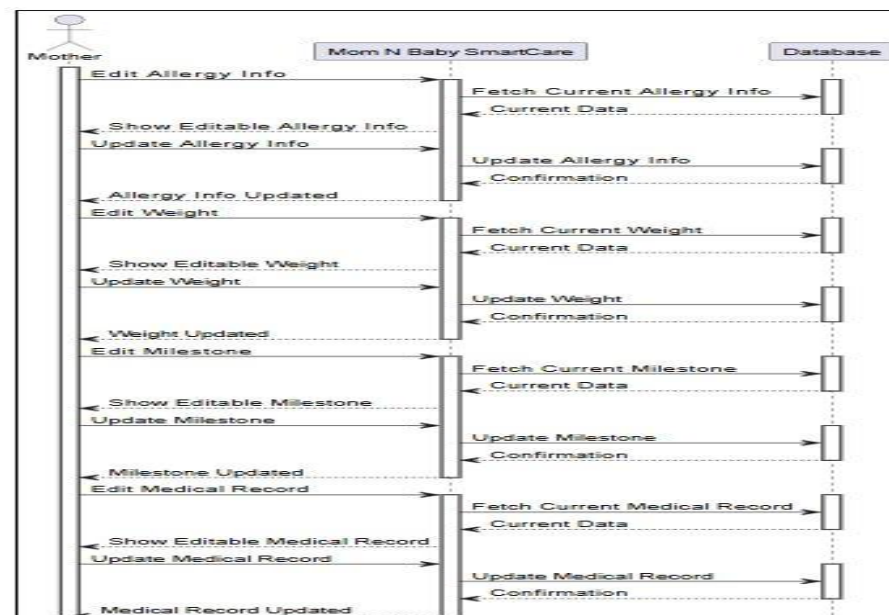 Mother
Mom N Baby SmartCare
Database
Edit Allergy Info
Fetch Current Allergy Info
Current Data
Show Editable Allergy Info
Update Allergy Info
Update Allergy Info
Confirmation
Allergy Info Updated
Edit Weight
Fetch Current Weight
Current Data
Show Editable Weight
Update Weight
Update Weight
Confirmation
Weight Updated
Edit Milestone
Fetch Current Milestone
Current Data
Show Editable Milestone
Update Milestone
Update Milestone
Confirmation
Milestone Updated
Edit Medical Record
Fetch Current Medical Record
Current Data
Show Editable Medical Record
Update Medical Record
Update Medical Record
Confirmation
Medical Record Updated